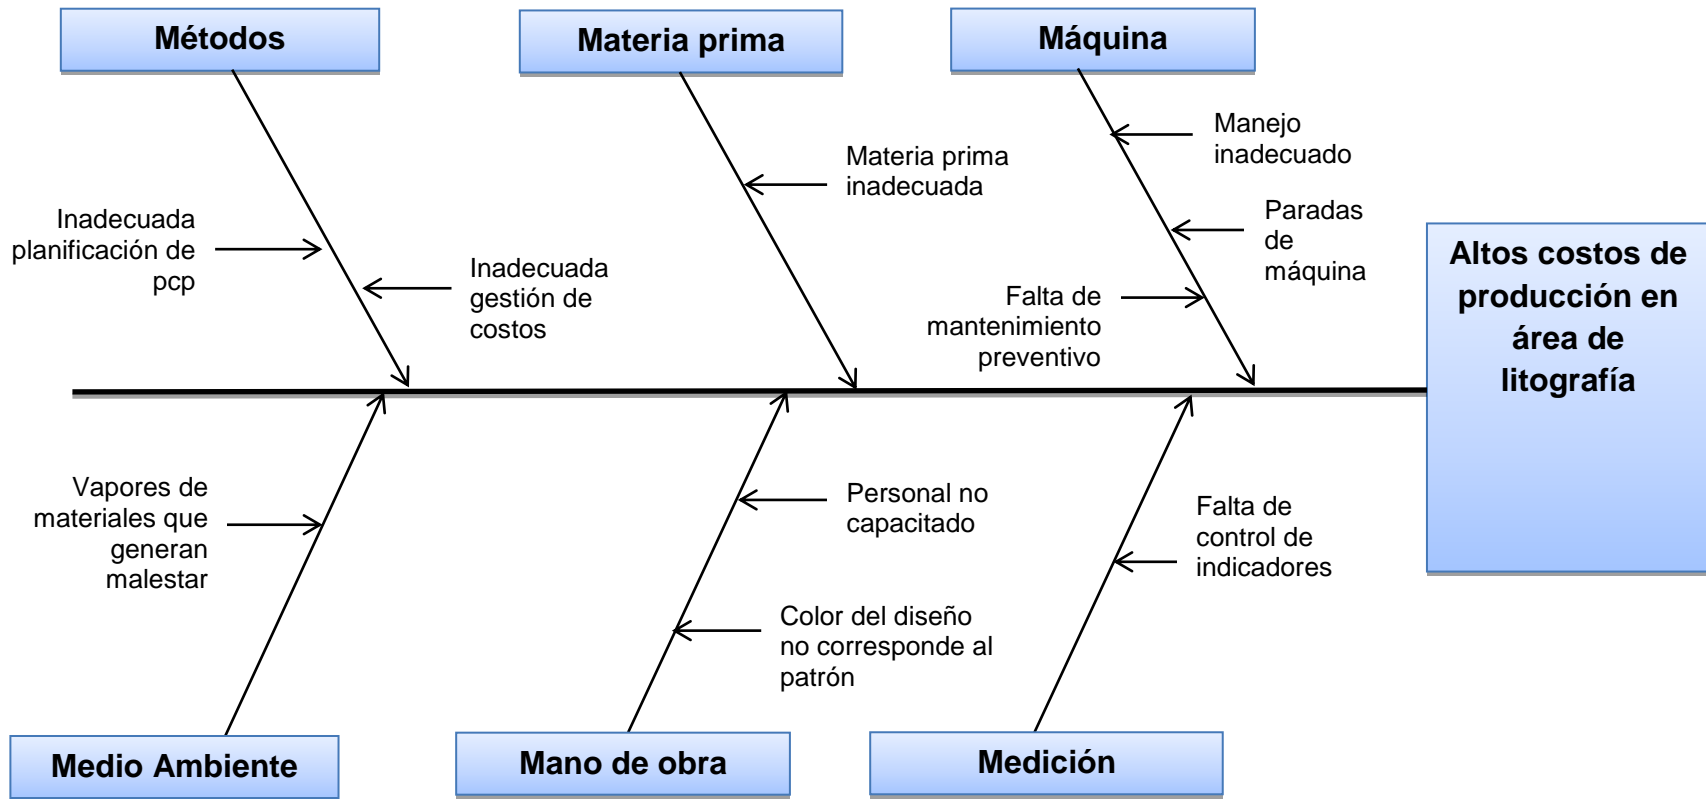 Métodos
Materia prima
Máquina
Manejo
inadecuado
Materia prima
inadecuada
Paradas
de
máquina
Inadecuada
planificación de
pcp
Inadecuada
gestión de
costos
Falta de
mantenimiento
preventivo
Altos costos de
producción en
área de
litografía
Vapores de
materiales que
generan
malestar
Personal no
capacitado
Falta de
control de
indicadores
Color del diseño
no corresponde al
patrón
Medio Ambiente
Mano de obra
Medición